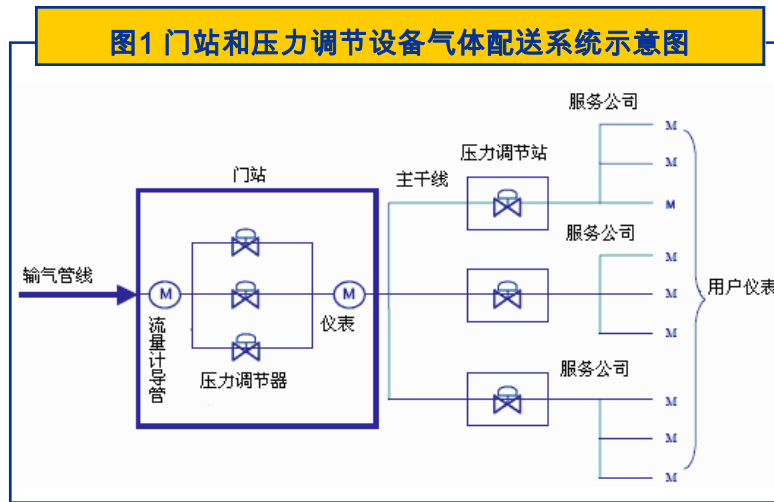 图1 门站和压力调节设备气体配送系统示意图
服务公司
M
压力调节站
M
门站
主干线
M
服务公司
M
输气管线
M
M
M
用户仪表
流量计导管
仪表
M
压力调节器
服务公司
M
M
M